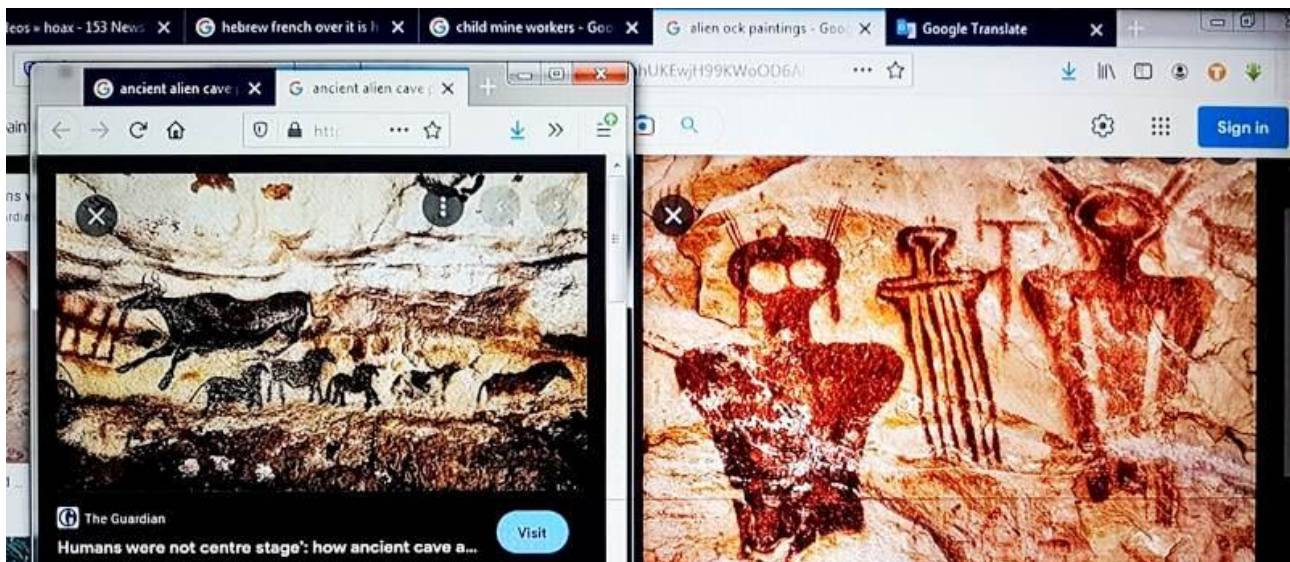 eos » hoax - 153 News
hebrew french over it is h
child mine workers - Goo
alien ock paintings - Goo
Google Translate
hUKEwjH99KWoOD6A
ancient alien cave
ancient alien cave p
http
Sign in
The Guardian
Visit
Humans were not centre stage': how ancient cave a...